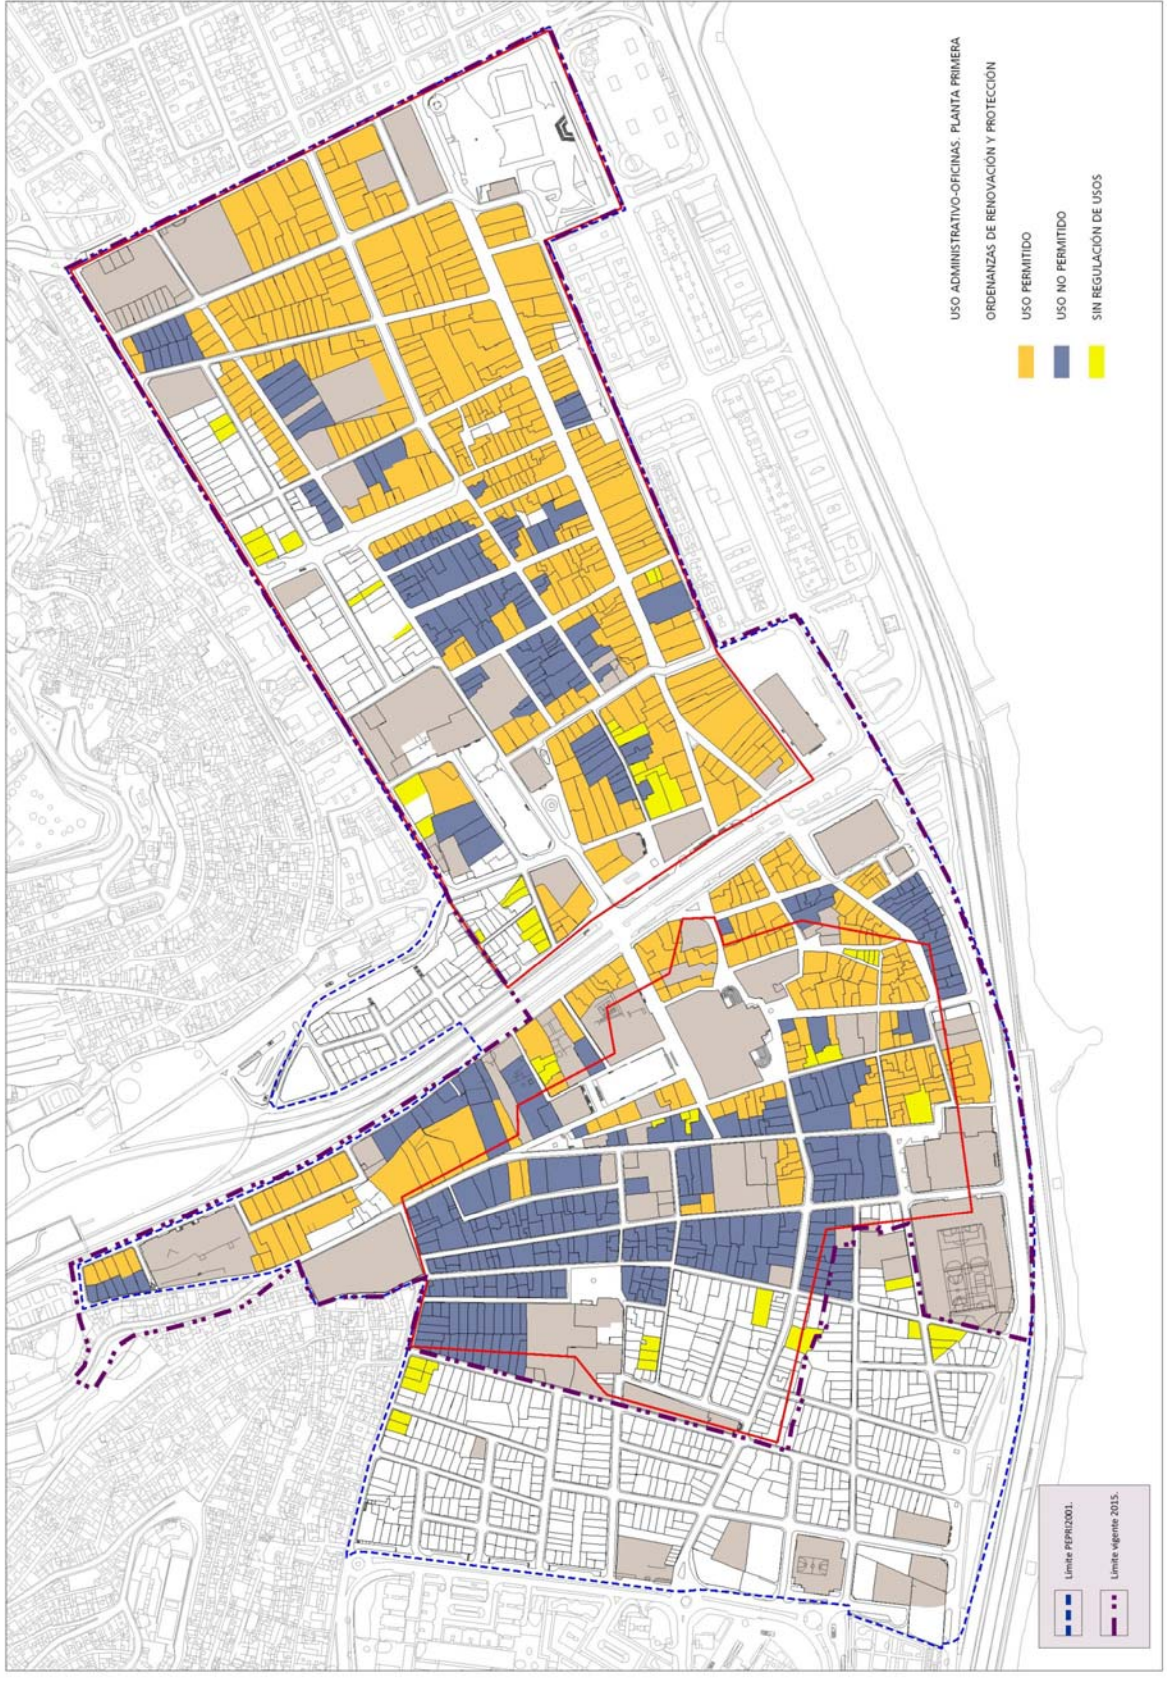 USO ADMINISTRATIVO-OFICINAS. PLANTA PRIMERA
ORDENANZAS DE RENOVACIÓN Y PROTECCIÓN
USO PERMITIDO
USO NO PERMITIDO
SIN REGULACIÓN DE USOS
Límite PEPRI2001.
Límite vigente 2015.